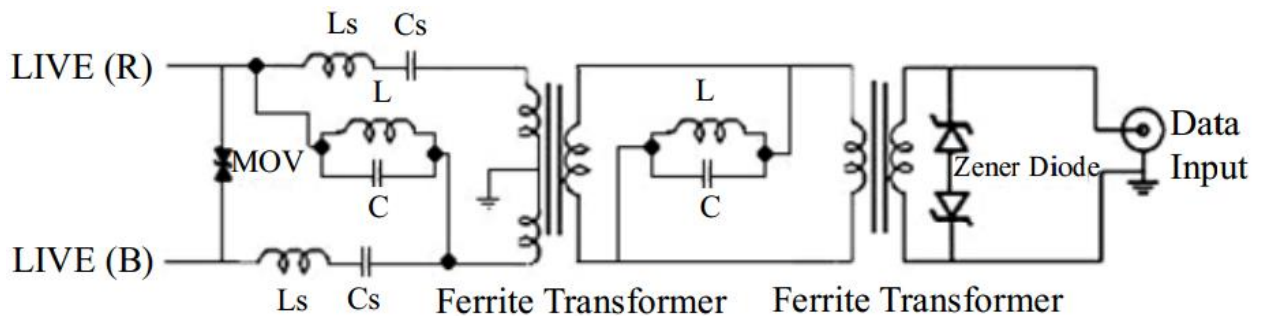 Ls Cs
LIVE (R)
L
L
MOV
C
C
Zener Diode
Data
Input
LIVE (B)
Ls Cs
Ferrite Transformer
Ferrite Transformer